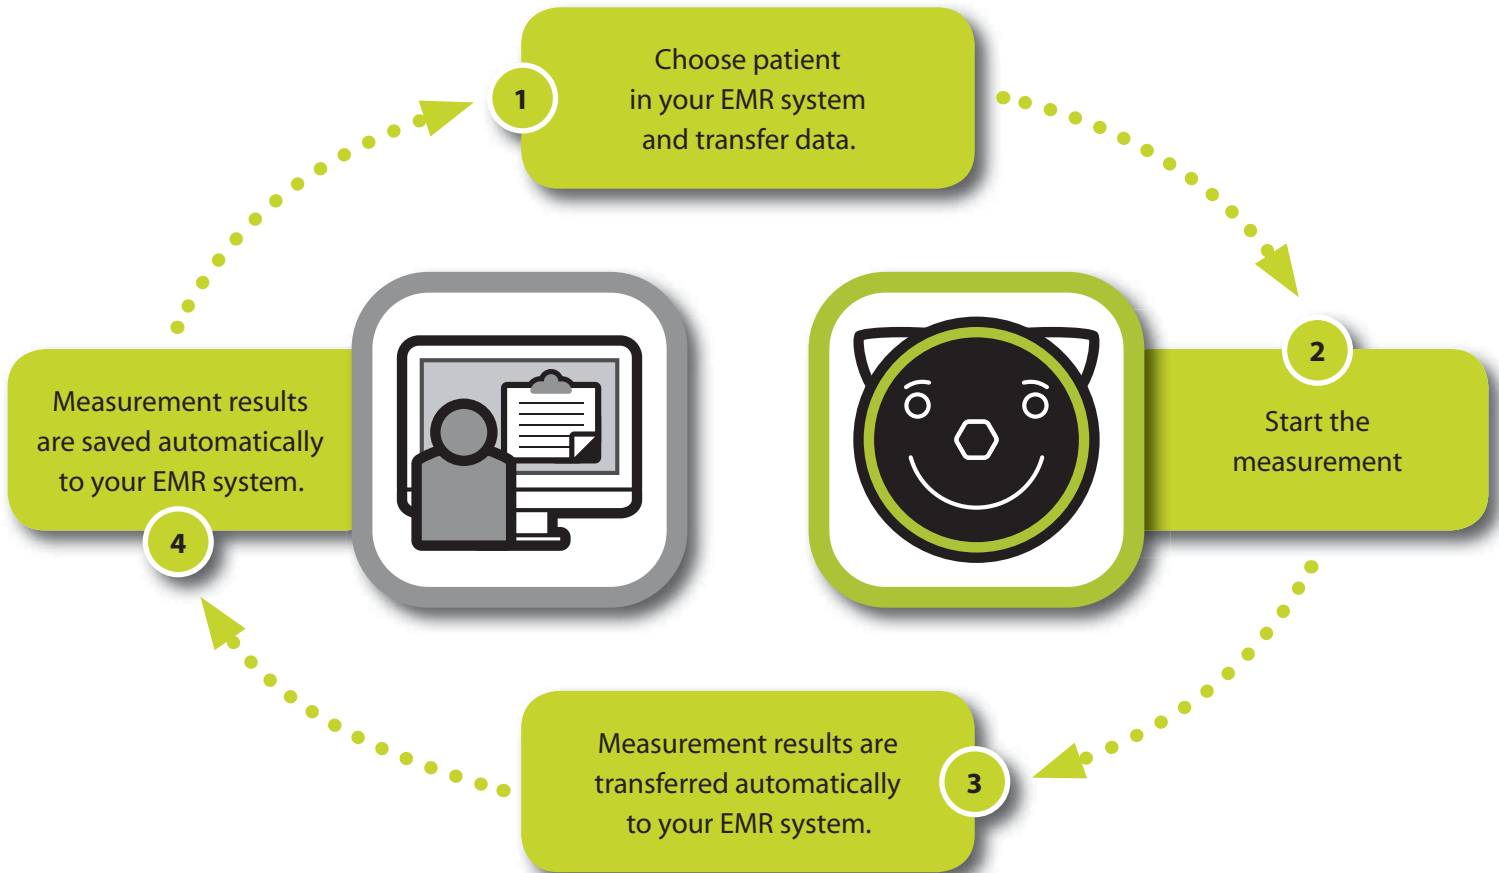 1
Choose patient
in your EMR system
and transfer data.
2
Start the
measurement
3
Measurement results are
transferred automatically
to your EMR system.
4
Measurement results
are saved automatically
to your EMR system.